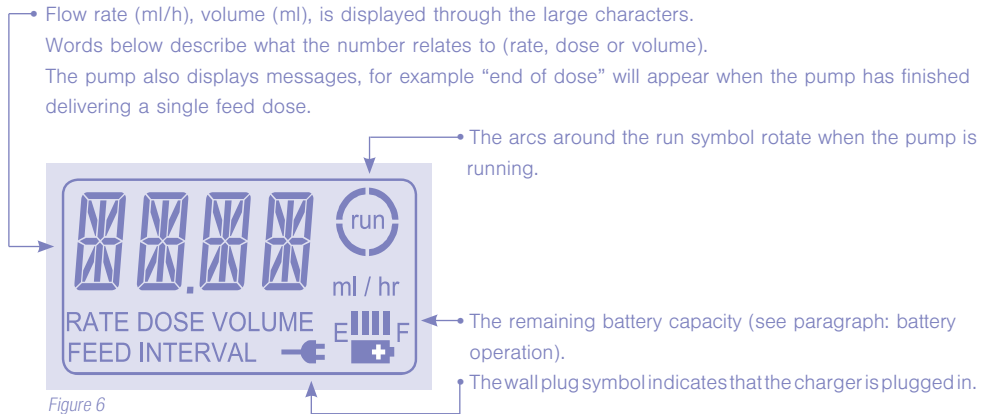 Flow rate (ml/h), volume (ml), is displayed through the large characters.
Words below describe what the number relates to (rate, dose or volume).
The pump also displays messages, for example “end of dose” will appear when the pump has finished
delivering a single feed dose.
The arcs around the run symbol rotate when the pump is
running.
run
ml / hr
RATE DOSE VOLUME
E F
FEED INTERVAL
The remaining battery capacity (see paragraph: battery
operation).
The wall plug symbol indicates that the charger is plugged in.
Figure 6